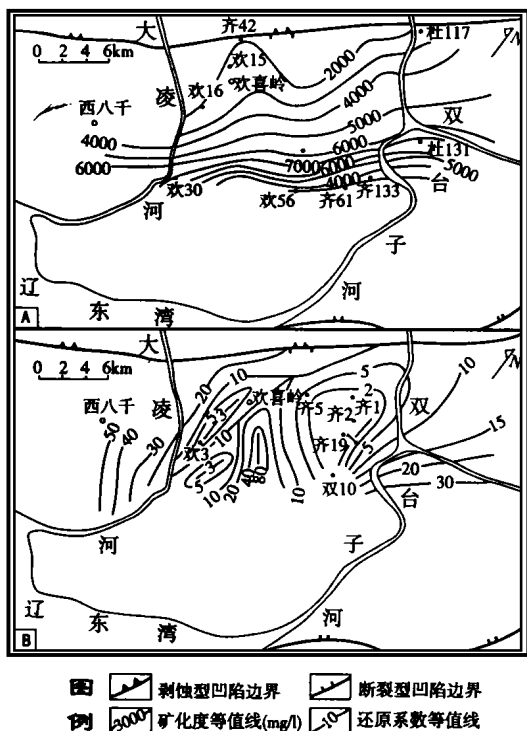 大 齐42 杜117
0 2 4 6km 欢15 N
凌 欢16 欢喜岭 2000
4000
西八千 5000 双
4000 6000 杜131
6000 7000 6000 5000
欢30 4000
河 欢56 齐61 齐133 台
子
辽 东 湾 河
A
大
0 2 4 6km 20 10 5 10 N
西八千 凌 欢喜岭 齐5 2 齐1 双
50 40 5 3 齐2 15
30 欢3 10 齐19 5
3 40 80 20
5 10 20 10 双10 30
河 台
子
辽 东 湾 河
B
图 剥蚀型凹陷边界 断裂型凹陷边界
例 3000 矿化度等值线(mg/l) 10 还原系数等值线